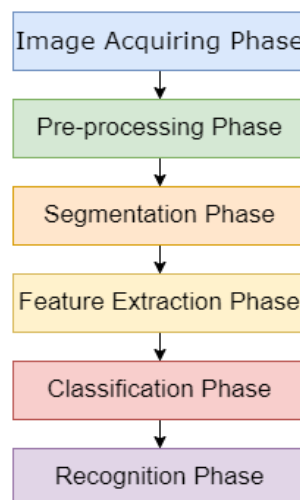 Image Acquiring Phase
Pre-processing Phase
Segmentation Phase
Feature Extraction Phase
Classification Phase
Recognition Phase